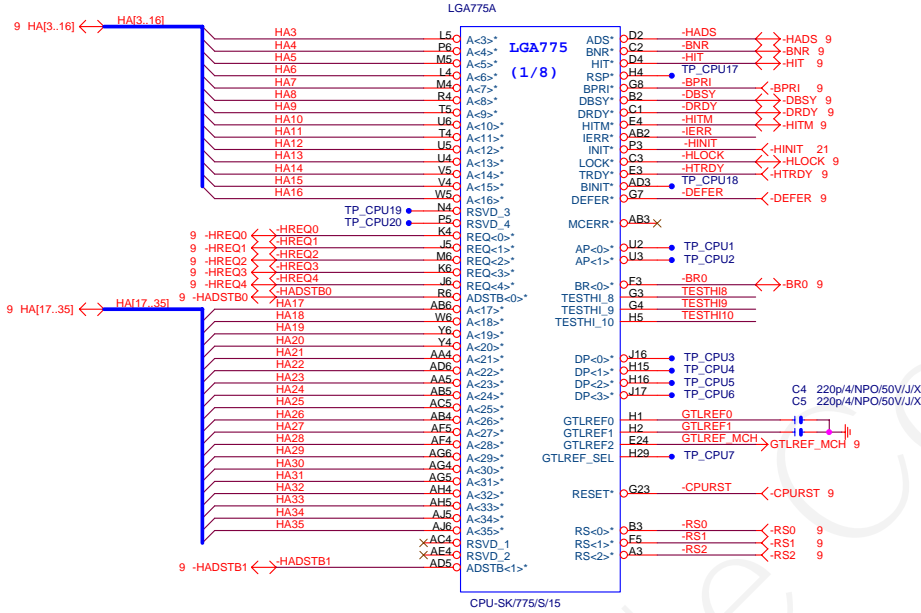 LGA775A
LGA775
(1/8)
9 HA[3..16] HA[3..16]
HA3 L5 A<3>* ADS* D2 -HADS -HADS 9
HA4 P6 A<4>* BNR* C2 -BNR -BNR 9
HA5 M5 A<5>* HIT* D4 -HIT -HIT 9
HA6 L4 A<6>* RSP* H4 TP_CPU17
HA7 M4 A<7>* BPRI* G8 -BPRI -BPRI 9
HA8 R4 A<8>* DBSY* B2 -DBSY -DBSY 9
HA9 T5 A<9>* DRDY* C1 -DRDY -DRDY 9
HA10 U6 A<10>* HITM* E4 -HITM -HITM 9
HA11 T4 A<11>* IERR* AB2 -IERR
HA12 U5 A<12>* INIT* P3 -HINIT -HINIT 21
HA13 U4 A<13>* LOCK* C3 -HLOCK -HLOCK 9
HA14 V5 A<14>* TRDY* E3 -HTRDY -HTRDY 9
HA15 V4 A<15>* BINIT* AD3 TP_CPU18
HA16 W5 A<16>* DEFER* G7 -DEFER -DEFER 9
TP_CPU19 N4 RSVD_3
TP_CPU20 P5 RSVD_4 MCERR* AB3
9 -HREQ0 -HREQ0 K4 REQ<0>*
9 -HREQ1 -HREQ1 J5 REQ<1>* AP<0>* U2 TP_CPU1
9 -HREQ2 -HREQ2 M6 REQ<2>* AP<1>* U3 TP_CPU2
9 -HREQ3 -HREQ3 K6 REQ<3>*
9 -HREQ4 -HREQ4 J6 REQ<4>* BR<0>* F3 -BR0 -BR0 9
9 -HADSTB0 -HADSTB0 R6 ADSTB<0>* TESTHI_8 G3 TESTHI8
9 HA[17..35] HA[17..35]
HA17 AB6 A<17>* TESTHI_9 G4 TESTHI9
HA18 W6 A<18>* TESTHI_10 H5 TESTHI10
HA19 Y6 A<19>*
HA20 Y4 A<20>*
HA21 AA4 A<21>* DP<0>* J16 TP_CPU3
HA22 AD6 A<22>* DP<1>* H15 TP_CPU4
HA23 AA5 A<23>* DP<2>* H16 TP_CPU5
HA24 AB5 A<24>* DP<3>* J17 TP_CPU6
C4 220p/4/NPO/50V/J/X
C5 220p/4/NPO/50V/J/X
HA25 AC5 A<25>*
HA26 AB4 A<26>* GTLREF0 H1 GTLREF0
HA27 AF5 A<27>* GTLREF1 H2 GTLREF1
HA28 AF4 A<28>* GTLREF2 E24 GTLREF_MCH GTLREF_MCH 9
HA29 AG6 A<29>* GTLREF_SEL H29 TP_CPU7
HA30 AG4 A<30>*
HA31 AG5 A<31>*
HA32 AH4 A<32>* RESET* G23 -CPURST -CPURST 9
HA33 AH5 A<33>*
HA34 AJ5 A<34>*
HA35 AJ6 A<35>* RS<0>* B3 -RS0 -RS0 9
AC4 RSVD_1 RS<1>* F5 -RS1 -RS1 9
AE4 RSVD_2 RS<2>* A3 -RS2 -RS2 9
9 -HADSTB1 -HADSTB1 AD5 ADSTB<1>*
CPU-SK/775/S/15